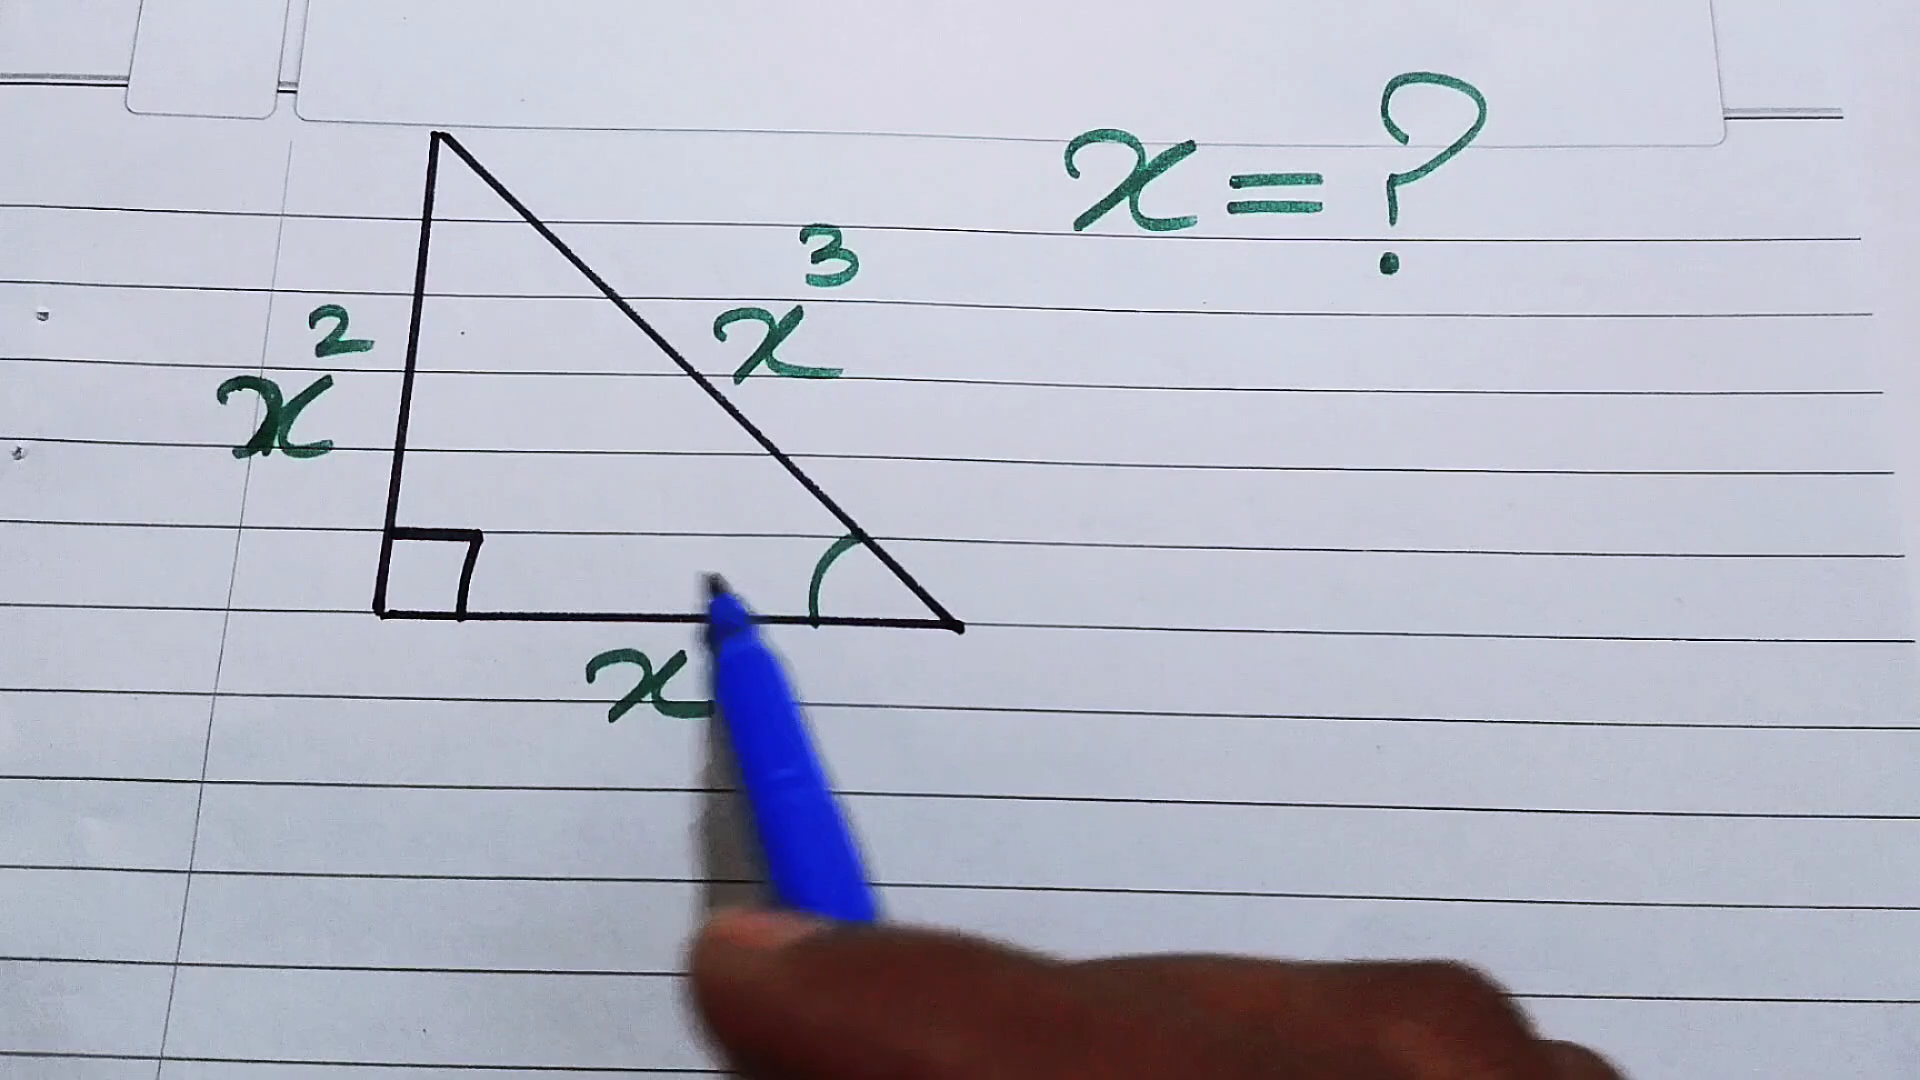 x = ?
x³
x²
x